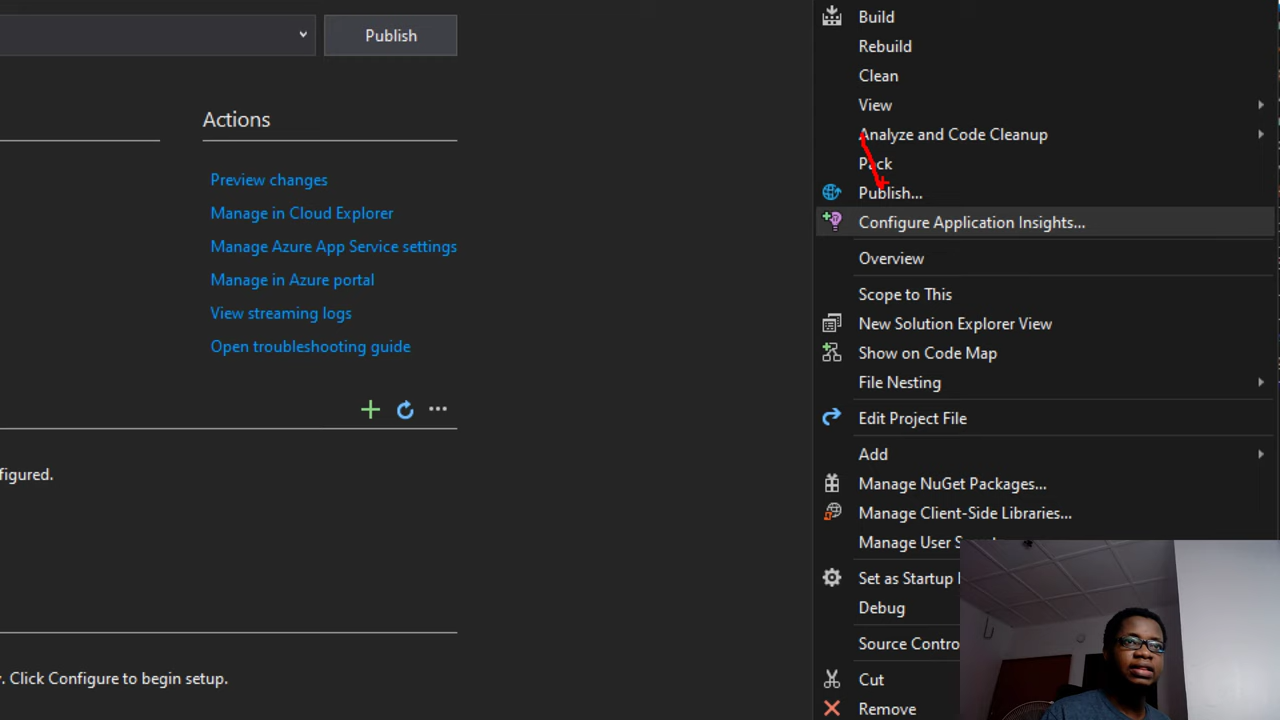 Publish
Actions
Preview changes
Manage in Cloud Explorer
Manage Azure App Service settings
Manage in Azure portal
View streaming logs
Open troubleshooting guide
figured.
. Click Configure to begin setup.
Build
Rebuild
Clean
View
Analyze and Code Cleanup
Pack
Publish...
Configure Application Insights...
Overview
Scope to This
New Solution Explorer View
Show on Code Map
File Nesting
Edit Project File
Add
Manage NuGet Packages...
Manage Client-Side Libraries...
Manage User
Set as Startup
Debug
Source Contro
Cut
Remove